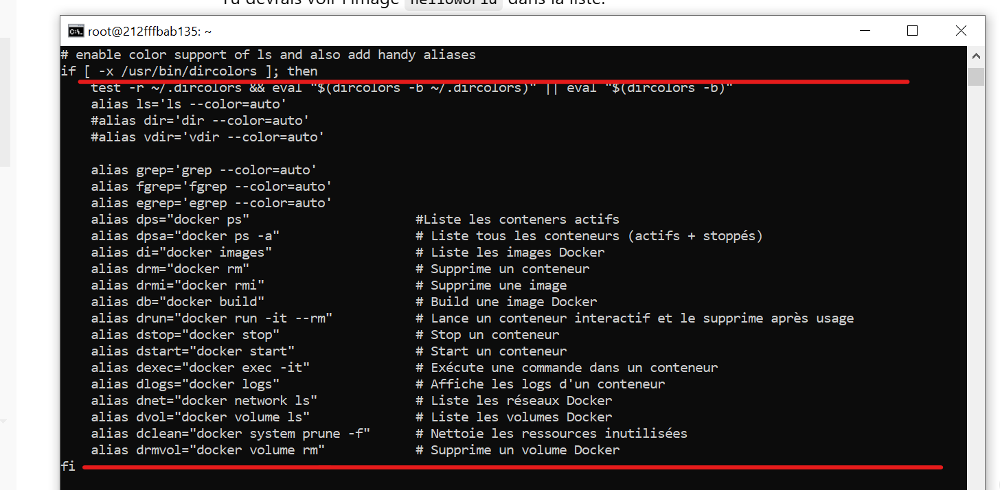 Tu devrais voir l'image helloworld dans la liste.
root@212fffbab135: ~
# enable color support of ls and also add handy aliases
if [ -x /usr/bin/dircolors ]; then
    test -r ~/.dircolors && eval "$(dircolors -b ~/.dircolors)" || eval "$(dircolors -b)"
    alias ls='ls --color=auto'
    #alias dir='dir --color=auto'
    #alias vdir='vdir --color=auto'

    alias grep='grep --color=auto'
    alias fgrep='fgrep --color=auto'
    alias egrep='egrep --color=auto'
    alias dps="docker ps"                      #Liste les conteners actifs
    alias dpsa="docker ps -a"                  # Liste tous les conteneurs (actifs + stoppés)
    alias di="docker images"                   # Liste les images Docker
    alias drm="docker rm"                      # Supprime un conteneur
    alias drmi="docker rmi"                    # Supprime une image
    alias db="docker build"                    # Build une image Docker
    alias drun="docker run -it --rm"           # Lance un conteneur interactif et le supprime après usage
    alias dstop="docker stop"                  # Stop un conteneur
    alias dstart="docker start"                # Start un conteneur
    alias dexec="docker exec -it"              # Exécute une commande dans un conteneur
    alias dlogs="docker logs"                  # Affiche les logs d'un conteneur
    alias dnet="docker network ls"             # Liste les réseaux Docker
    alias dvol="docker volume ls"              # Liste les volumes Docker
    alias dclean="docker system prune -f"      # Nettoie les ressources inutilisées
    alias drmvol="docker volume rm"            # Supprime un volume Docker
fi